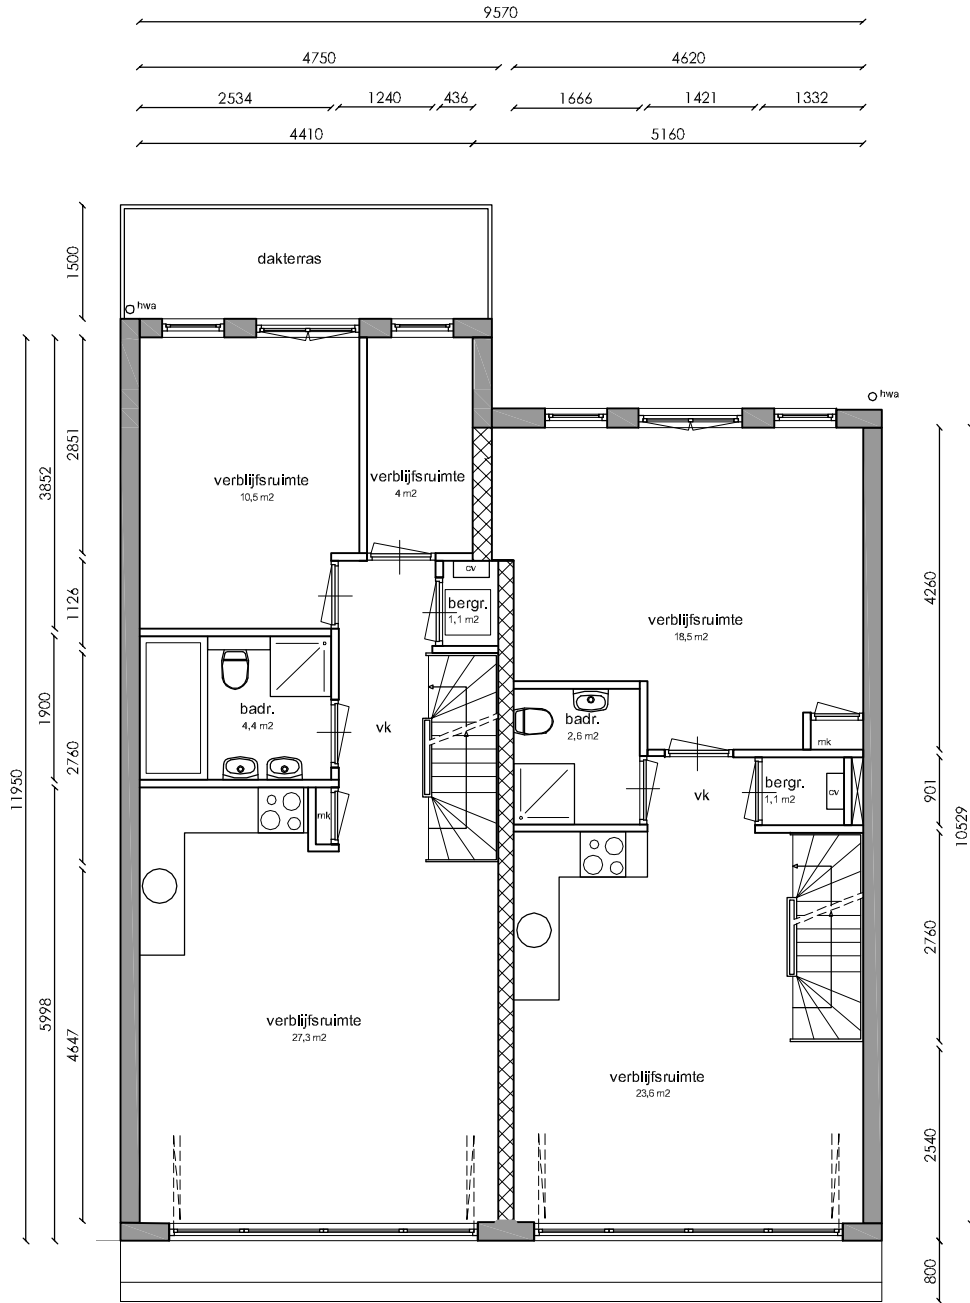 9570
4750
4620
2534
1240
436
1666
1421
1332
4410
5160
1500
dakterras
hwa
hwa
2851
3852
verblijfsruimte
10,5 m2
verblijfsruimte
4 m2
cv
1126
bergr.
1,1 m2
4260
verblijfsruimte
18,5 m2
1900
badr.
4,4 m2
vk
badr.
2,6 m2
2760
mk
11950
901
vk
bergr.
1,1 m2
cv
10529
mk
2760
5998
4647
verblijfsruimte
27,3 m2
verblijfsruimte
23,6 m2
2540
800